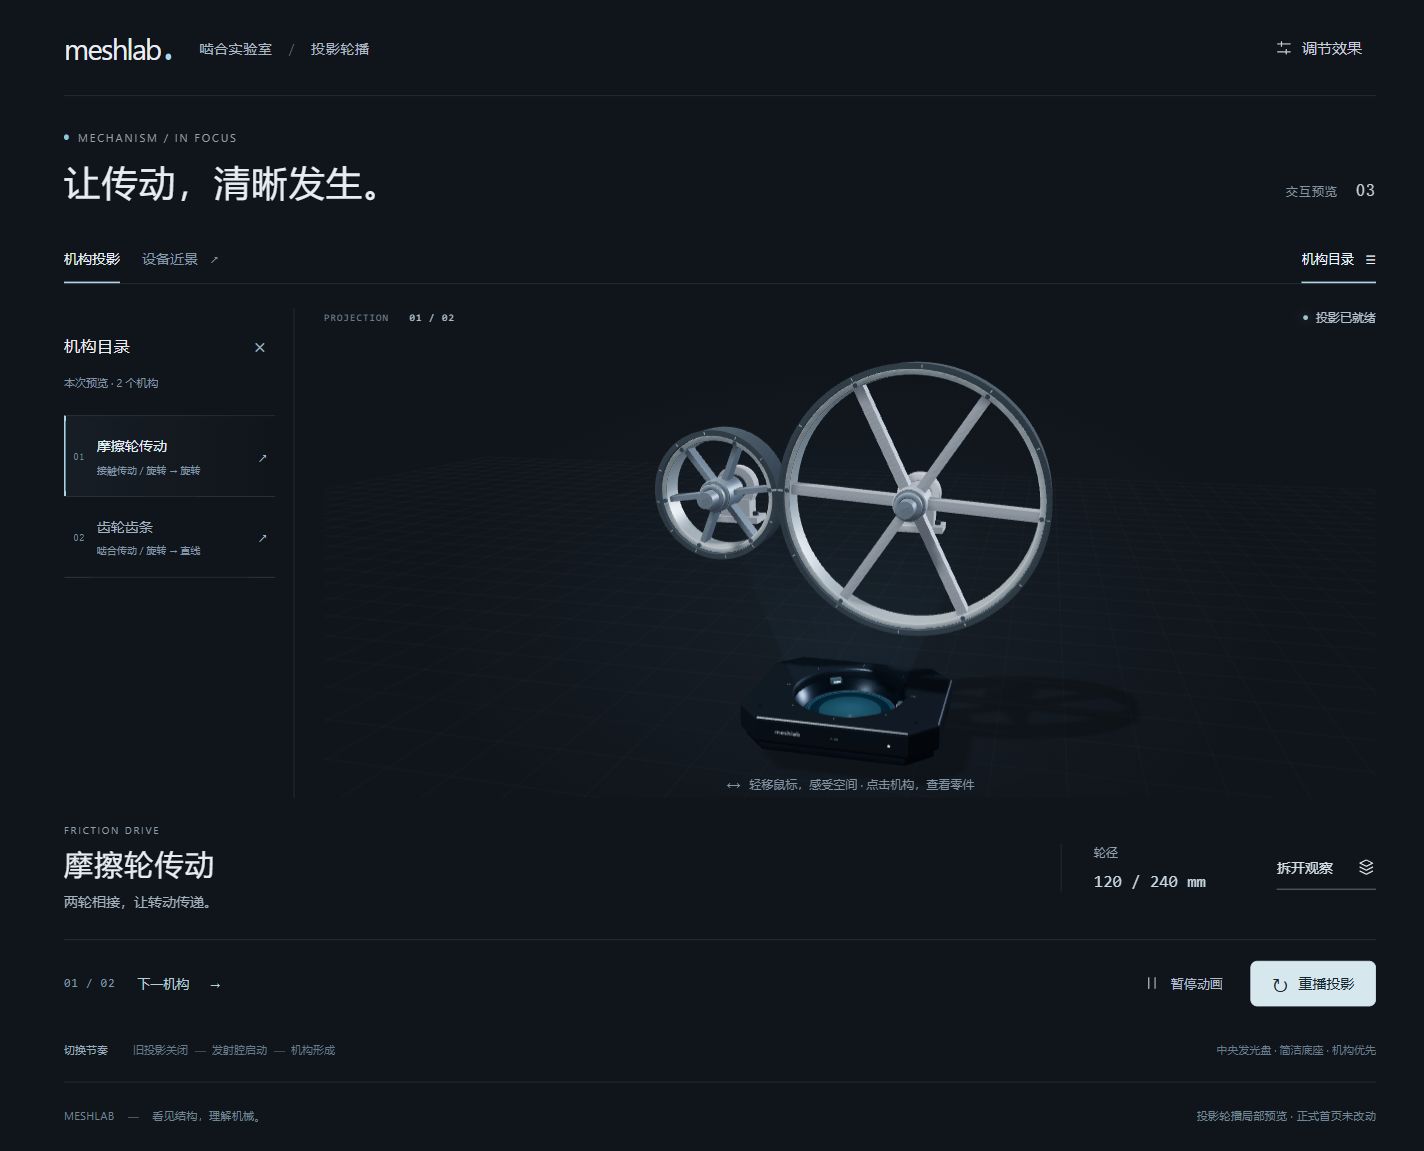 meshlab. 啮合实验室 / 投影轮播 调节效果
MECHANISM / IN FOCUS
让传动，清晰发生。
交互预览 03
机构投影 设备近景 ↗ 机构目录 ☰
PROJECTION 01 / 02 投影已就绪
机构目录 ×
本次预览 · 2 个机构
01 摩擦轮传动 ↗
接触传动 / 旋转 → 旋转
02 齿轮齿条 ↗
啮合传动 / 旋转 → 直线
meshlab
↔ 轻移鼠标，感受空间 · 点击机构，查看零件
FRICTION DRIVE
摩擦轮传动
两轮相接，让转动传递。
轮径
120 / 240 mm
拆开观察
01 / 02 下一机构 → 暂停动画 重播投影
切换节奏 旧投影关闭 — 发射腔启动 — 机构形成 中央发光盘 · 简洁底座 · 机构优先
MESHLAB — 看见结构，理解机械。 投影轮播局部预览 · 正式首页未改动